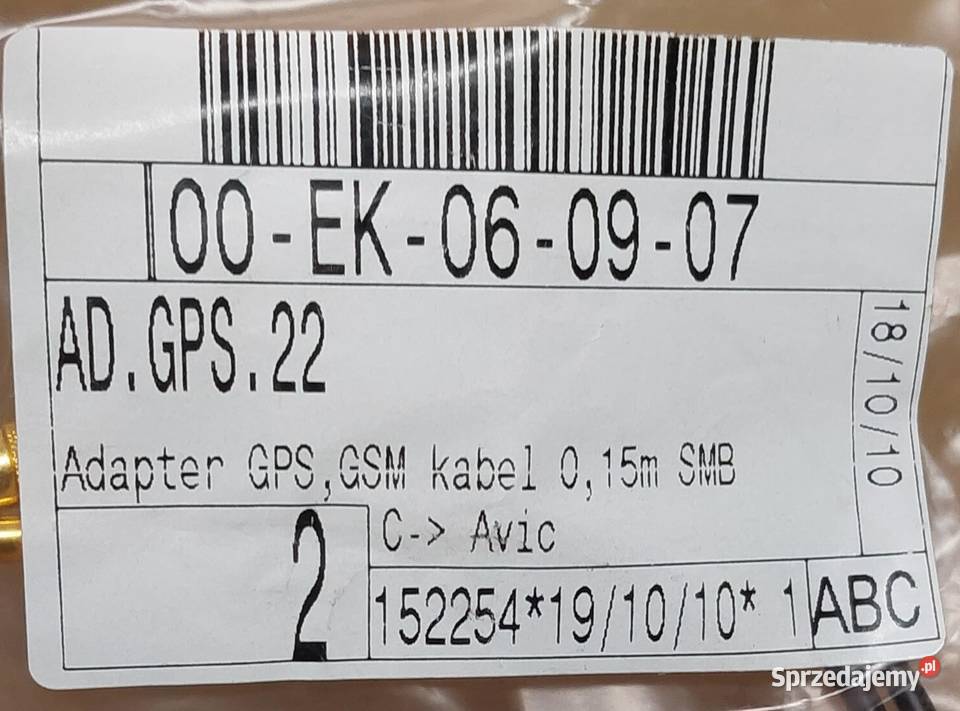 00-EK-06-09-07
AD.GPS.22
18/10/10
Adapter GPS,GSM kabel 0,15m SMB
C-> Avic
2
152254*19/10/10* 1
ABC
Sprzedajemy.pl